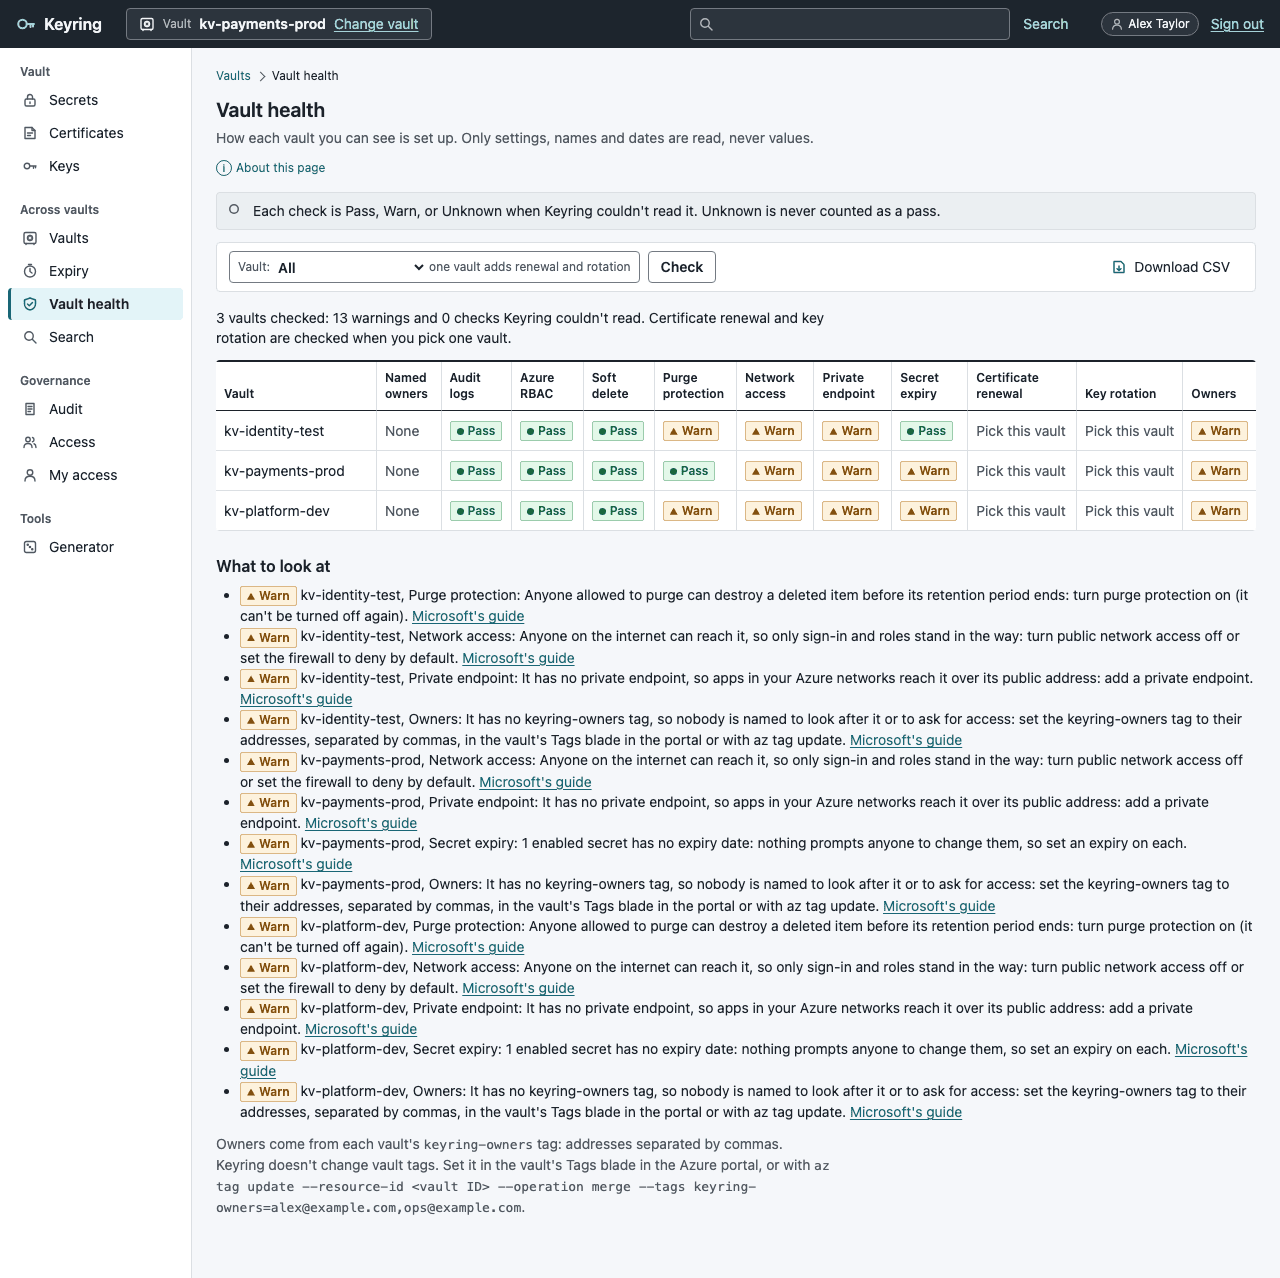 Keyring
Vault kv-payments-prod Change vault
Search
Alex Taylor
Sign out
Vault
Secrets
Certificates
Keys
Across vaults
Vaults
Expiry
Vault health
Search
Governance
Audit
Access
My access
Tools
Generator
Vaults > Vault health
Vault health
How each vault you can see is set up. Only settings, names and dates are read, never values.
About this page
Each check is Pass, Warn, or Unknown when Keyring couldn't read it. Unknown is never counted as a pass.
Vault: All one vault adds renewal and rotation
Check
Download CSV
3 vaults checked: 13 warnings and 0 checks Keyring couldn't read. Certificate renewal and key
rotation are checked when you pick one vault.
Vault Named owners Audit logs Azure RBAC Soft delete Purge protection Network access Private endpoint Secret expiry Certificate renewal Key rotation Owners
kv-identity-test None Pass Pass Pass Warn Warn Warn Pass Pick this vault Pick this vault Warn
kv-payments-prod None Pass Pass Pass Pass Warn Warn Warn Pick this vault Pick this vault Warn
kv-platform-dev None Pass Pass Pass Warn Warn Warn Warn Pick this vault Pick this vault Warn
What to look at
Warn kv-identity-test, Purge protection: Anyone allowed to purge can destroy a deleted item before its retention period ends: turn purge protection on (it
can't be turned off again). Microsoft's guide
Warn kv-identity-test, Network access: Anyone on the internet can reach it, so only sign-in and roles stand in the way: turn public network access off or
set the firewall to deny by default. Microsoft's guide
Warn kv-identity-test, Private endpoint: It has no private endpoint, so apps in your Azure networks reach it over its public address: add a private endpoint.
Microsoft's guide
Warn kv-identity-test, Owners: It has no keyring-owners tag, so nobody is named to look after it or to ask for access: set the keyring-owners tag to their
addresses, separated by commas, in the vault's Tags blade in the portal or with az tag update. Microsoft's guide
Warn kv-payments-prod, Network access: Anyone on the internet can reach it, so only sign-in and roles stand in the way: turn public network access off
or set the firewall to deny by default. Microsoft's guide
Warn kv-payments-prod, Private endpoint: It has no private endpoint, so apps in your Azure networks reach it over its public address: add a private
endpoint. Microsoft's guide
Warn kv-payments-prod, Secret expiry: 1 enabled secret has no expiry date: nothing prompts anyone to change them, so set an expiry on each.
Microsoft's guide
Warn kv-payments-prod, Owners: It has no keyring-owners tag, so nobody is named to look after it or to ask for access: set the keyring-owners tag to
their addresses, separated by commas, in the vault's Tags blade in the portal or with az tag update. Microsoft's guide
Warn kv-platform-dev, Purge protection: Anyone allowed to purge can destroy a deleted item before its retention period ends: turn purge protection on (it
can't be turned off again). Microsoft's guide
Warn kv-platform-dev, Network access: Anyone on the internet can reach it, so only sign-in and roles stand in the way: turn public network access off or
set the firewall to deny by default. Microsoft's guide
Warn kv-platform-dev, Private endpoint: It has no private endpoint, so apps in your Azure networks reach it over its public address: add a private
endpoint. Microsoft's guide
Warn kv-platform-dev, Secret expiry: 1 enabled secret has no expiry date: nothing prompts anyone to change them, so set an expiry on each. Microsoft's
guide
Warn kv-platform-dev, Owners: It has no keyring-owners tag, so nobody is named to look after it or to ask for access: set the keyring-owners tag to their
addresses, separated by commas, in the vault's Tags blade in the portal or with az tag update. Microsoft's guide
Owners come from each vault's keyring-owners tag: addresses separated by commas.
Keyring doesn't change vault tags. Set it in the vault's Tags blade in the Azure portal, or with az
tag update --resource-id <vault ID> --operation merge --tags keyring-
owners=alex@example.com,ops@example.com.